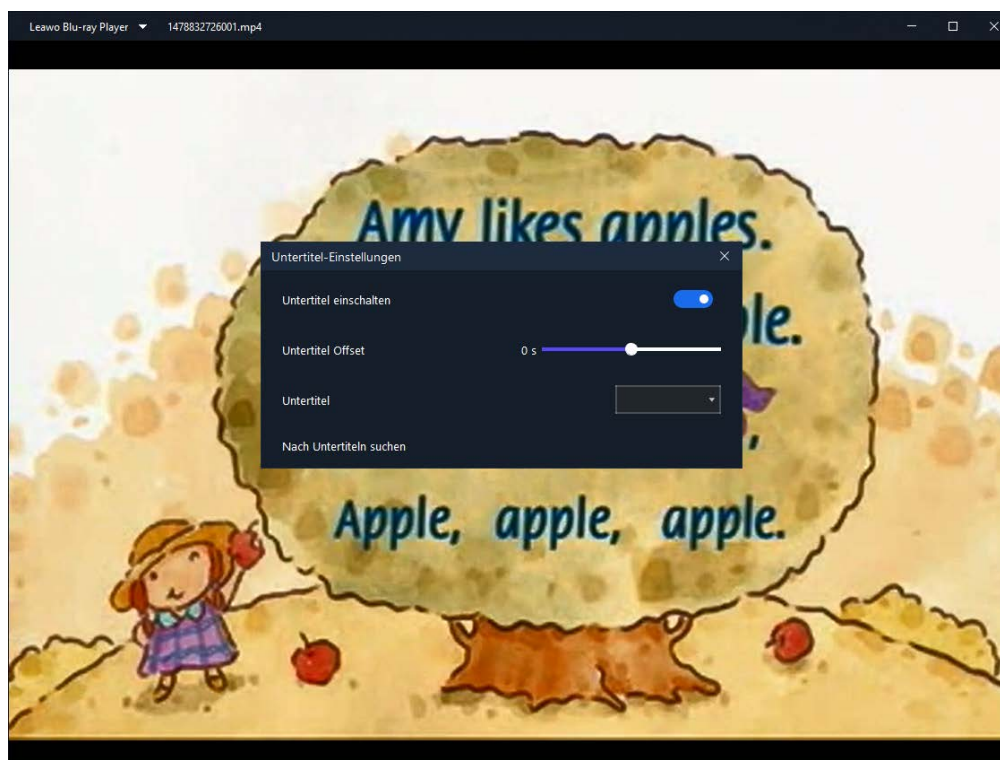 Leawo Blu-ray Player 1478832726001.mp4
Amy likes apples.
Untertitel-Einstellungen
Untertitel einschalten
Untertitel Offset 0 s
Untertitel
Nach Untertiteln suchen
Apple, apple, apple.